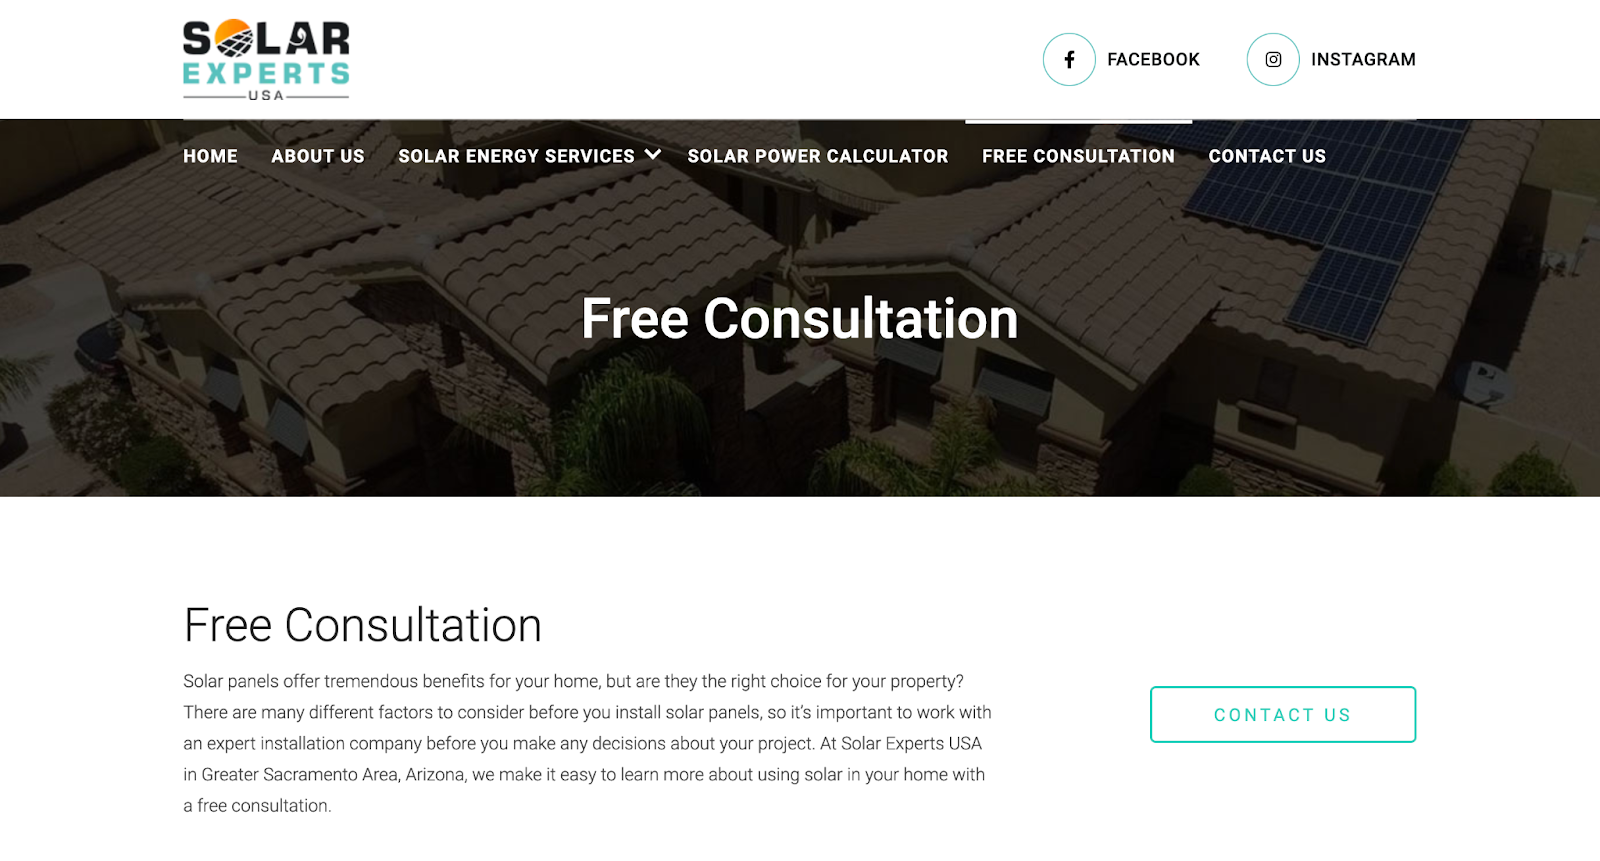 SOLAR
EXPERTS
USA
FACEBOOK
INSTAGRAM
HOME
ABOUT US
SOLAR ENERGY SERVICES
SOLAR POWER CALCULATOR
FREE CONSULTATION
CONTACT US
Free Consultation
Free Consultation
Solar panels offer tremendous benefits for your home, but are they the right choice for your property?
There are many different factors to consider before you install solar panels, so it’s important to work with
an expert installation company before you make any decisions about your project. At Solar Experts USA
in Greater Sacramento Area, Arizona, we make it easy to learn more about using solar in your home with
a free consultation.
CONTACT US